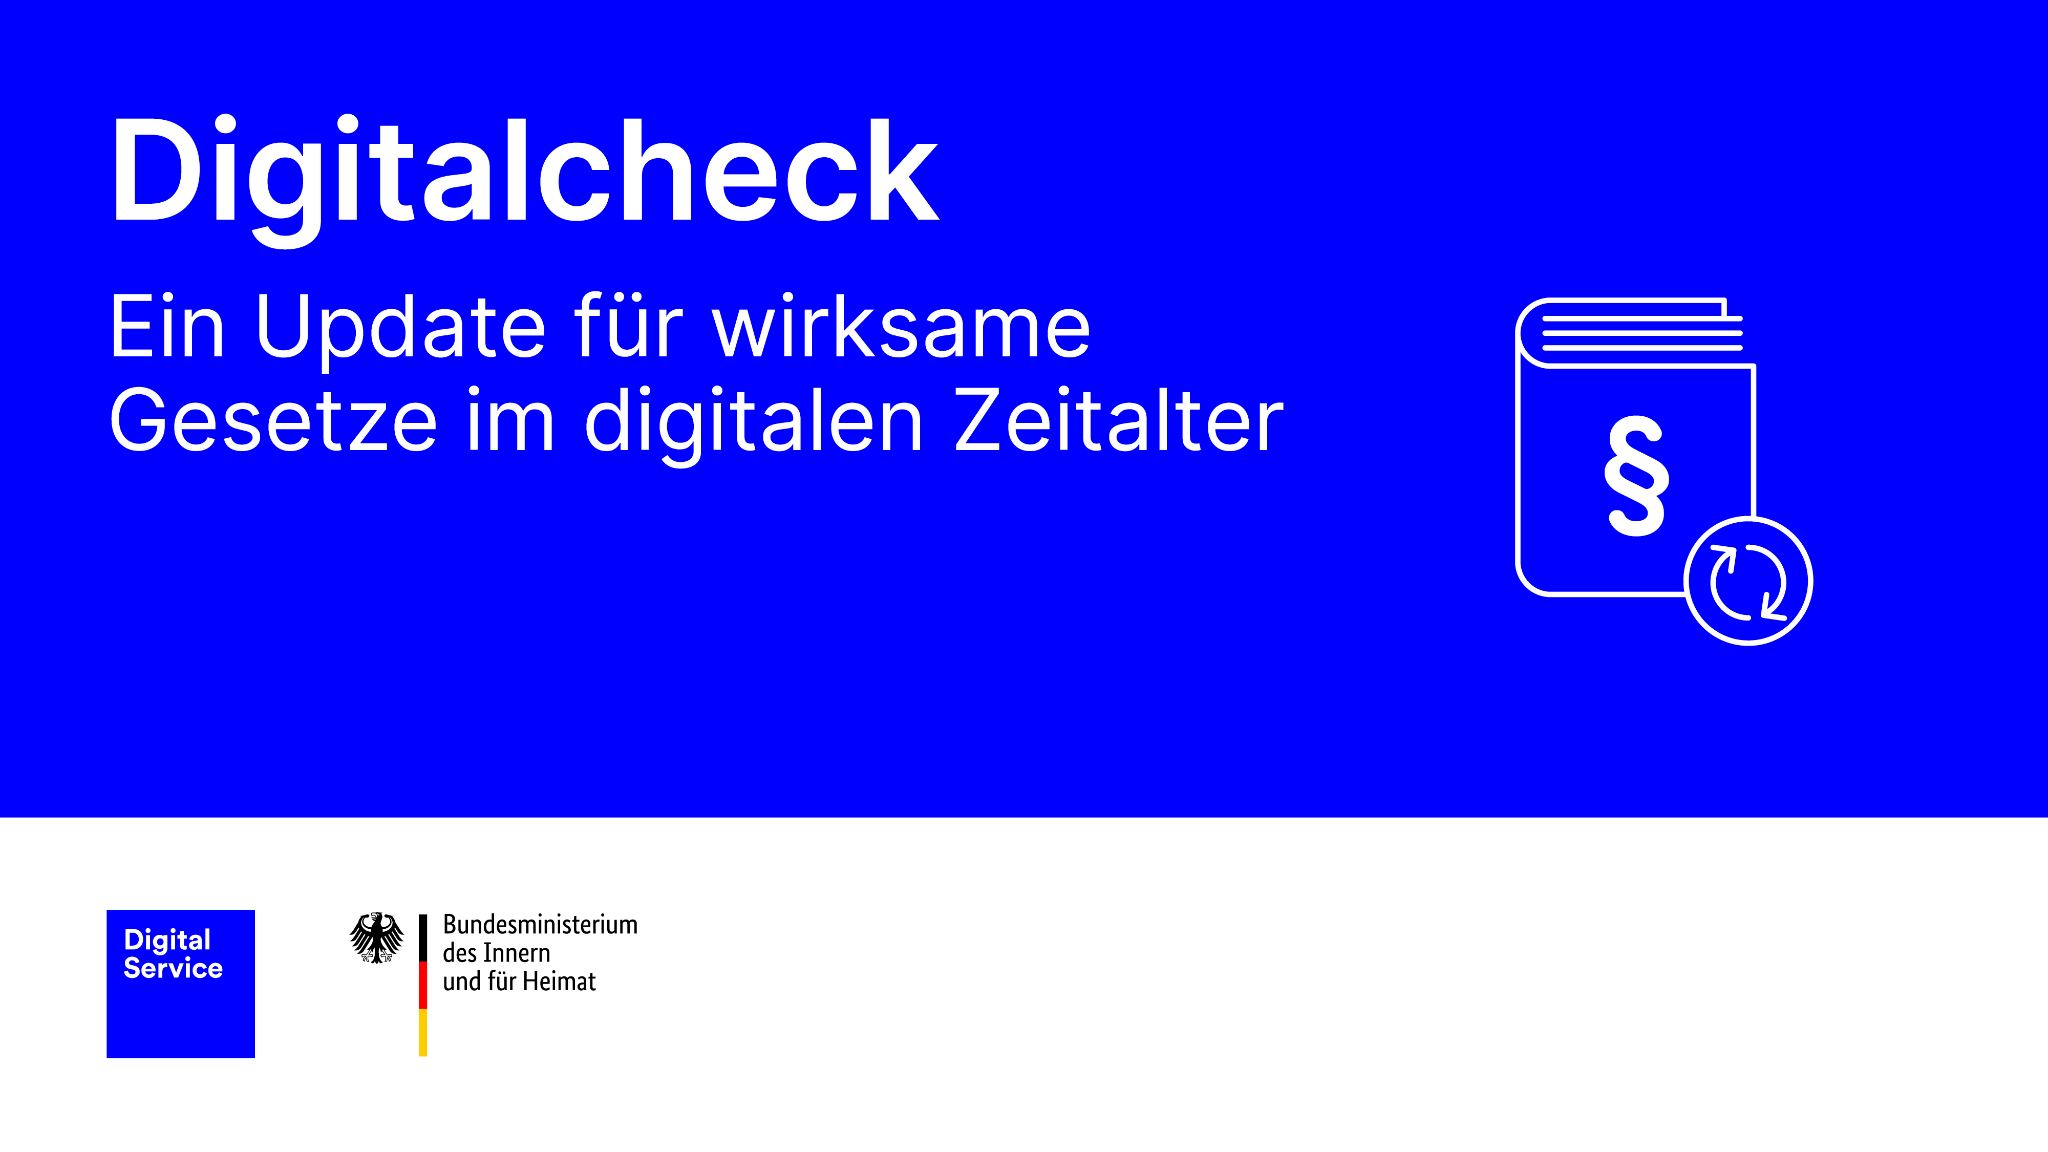 Digitalcheck
Ein Update für wirksame
Gesetze im digitalen Zeitalter
§
Digital
Service
Bundesministerium
des Innern
und für Heimat